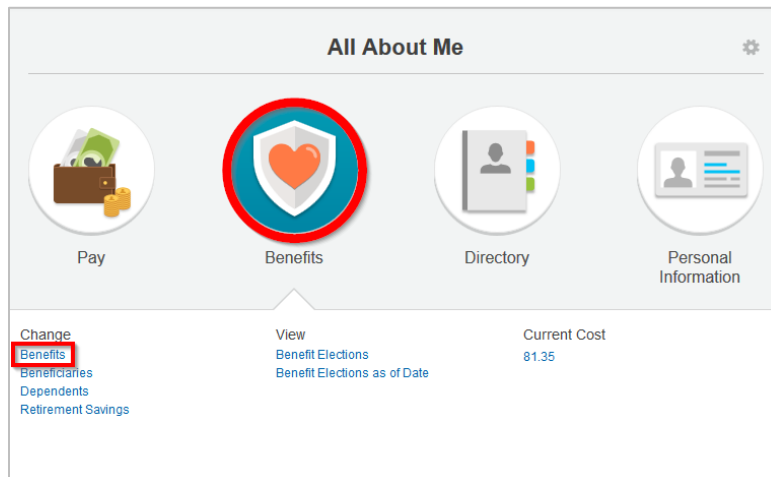 All About Me
Pay
Benefits
Directory
Personal
Information
Change
Benefits
Beneficiaries
Dependents
Retirement Savings
View
Benefit Elections
Benefit Elections as of Date
Current Cost
81.35